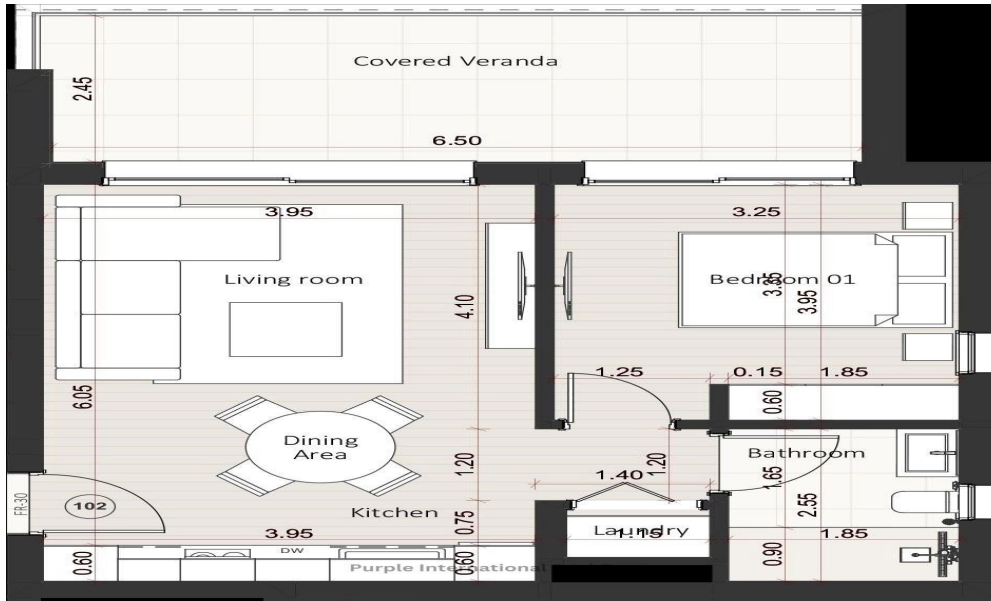 Covered Veranda
2.45
6.50
3.95
3.25
Living room
Bedroom 01
3.35
3.95
4.10
1.25
0.15
1.85
6.05
0.60
Dining
Area
Bathroom
1.20
1.20
1.65
1.40
FR-30
102
2.55
Kitchen
0.75
Laundry
1.15
3.95
1.85
DW
0.60
0.60
0.90
Purple International